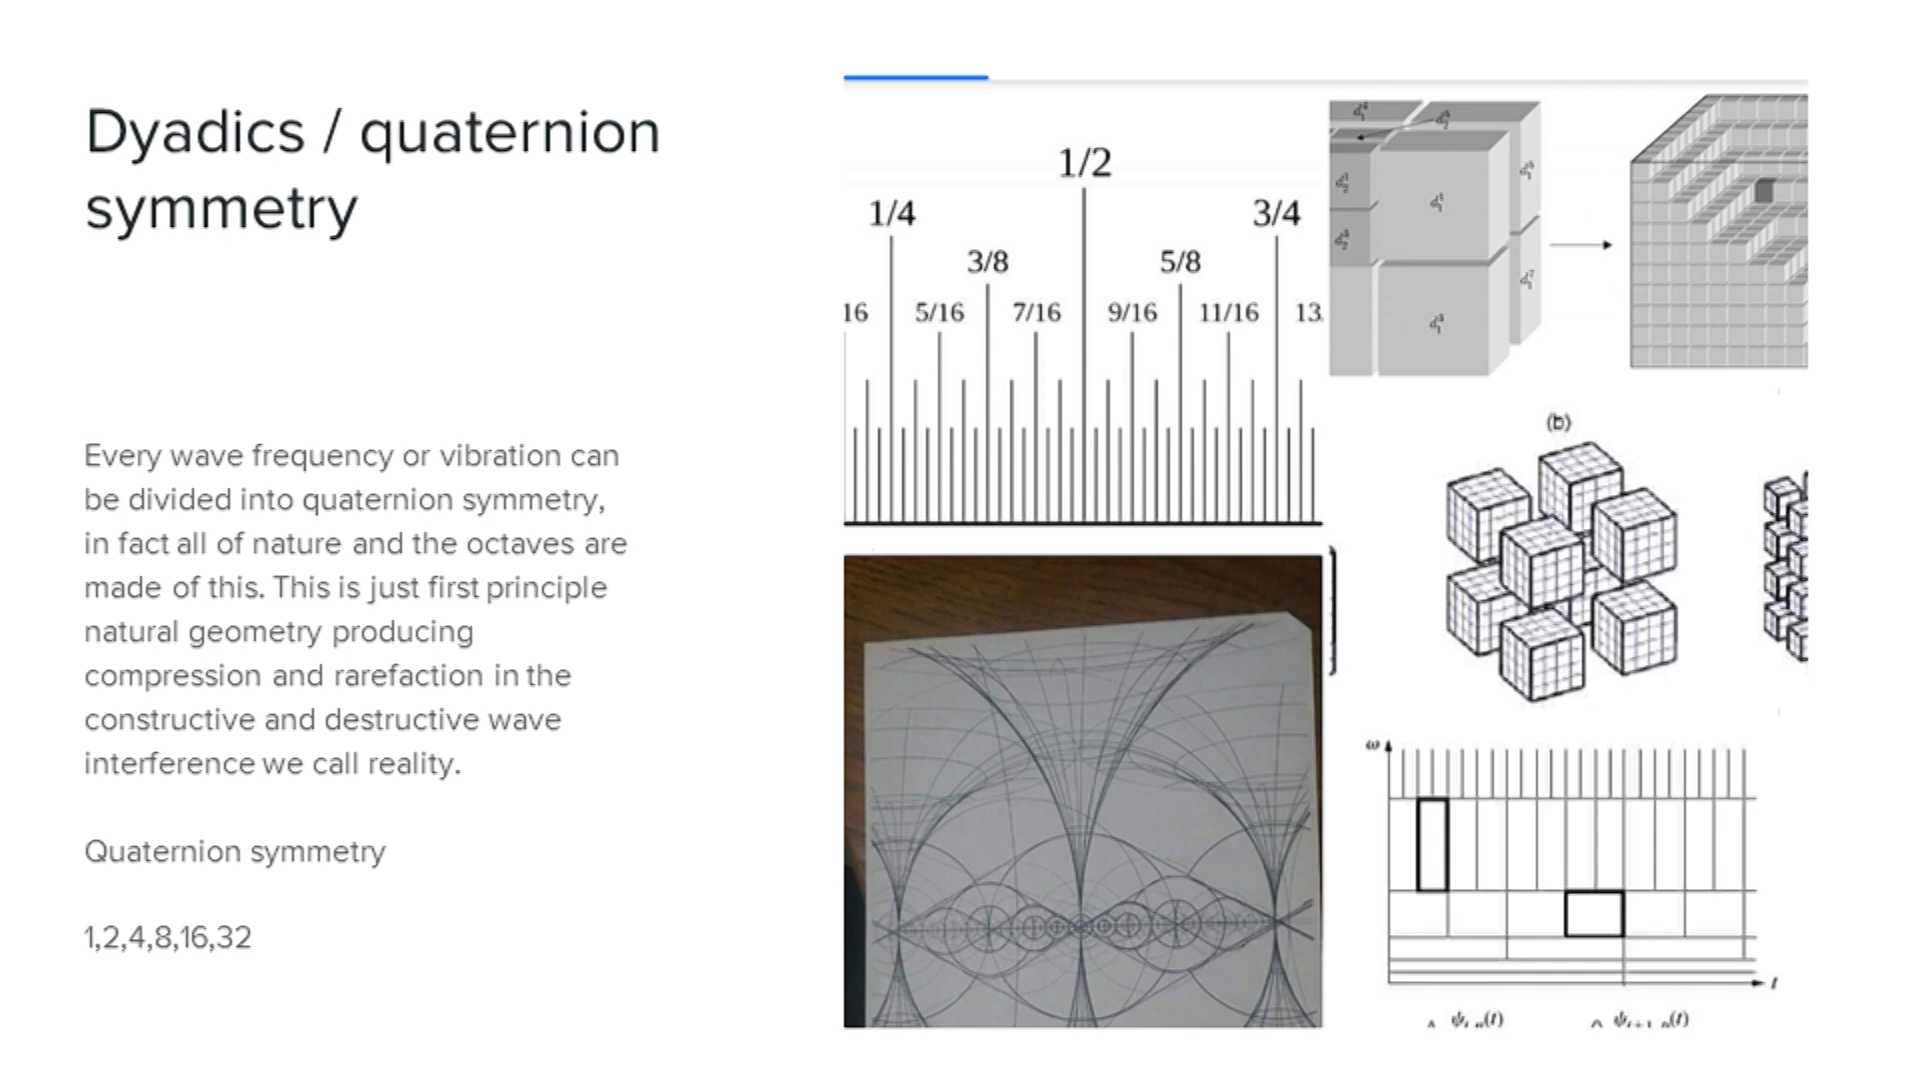 Dyadics / quaternion
symmetry
Every wave frequency or vibration can
be divided into quaternion symmetry,
in fact all of nature and the octaves are
made of this. This is just first principle
natural geometry producing
compression and rarefaction in the
constructive and destructive wave
interference we call reality.
Quaternion symmetry
1,2,4,8,16,32
1/2
1/4
3/4
3/8
5/8
16
5/16
7/16
9/16
11/16
13
(b)
ω
t